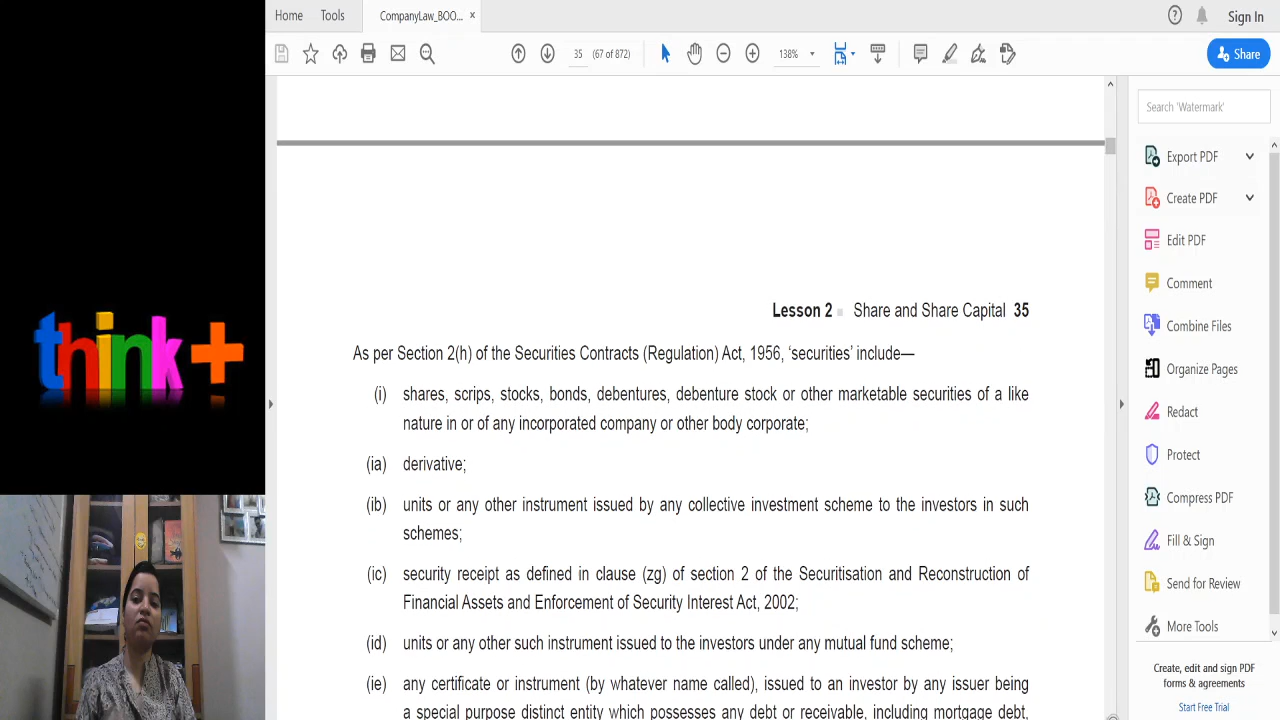 Home Tools CompanyLaw_BOO... × Sign In
35 (67 of 872) 138% Share
Search 'Watermark'
Export PDF
Create PDF
Edit PDF
Comment
Combine Files
Organize Pages
Redact
Protect
Compress PDF
Fill & Sign
Send for Review
More Tools
Create, edit and sign PDF
forms & agreements
Start Free Trial
think +
Lesson 2 Share and Share Capital 35
As per Section 2(h) of the Securities Contracts (Regulation) Act, 1956, ‘securities’ include—
(i) shares, scrips, stocks, bonds, debentures, debenture stock or other marketable securities of a like
nature in or of any incorporated company or other body corporate;
(ia) derivative;
(ib) units or any other instrument issued by any collective investment scheme to the investors in such
schemes;
(ic) security receipt as defined in clause (zg) of section 2 of the Securitisation and Reconstruction of
Financial Assets and Enforcement of Security Interest Act, 2002;
(id) units or any other such instrument issued to the investors under any mutual fund scheme;
(ie) any certificate or instrument (by whatever name called), issued to an investor by any issuer being
a special purpose distinct entity which possesses any debt or receivable, including mortgage debt,